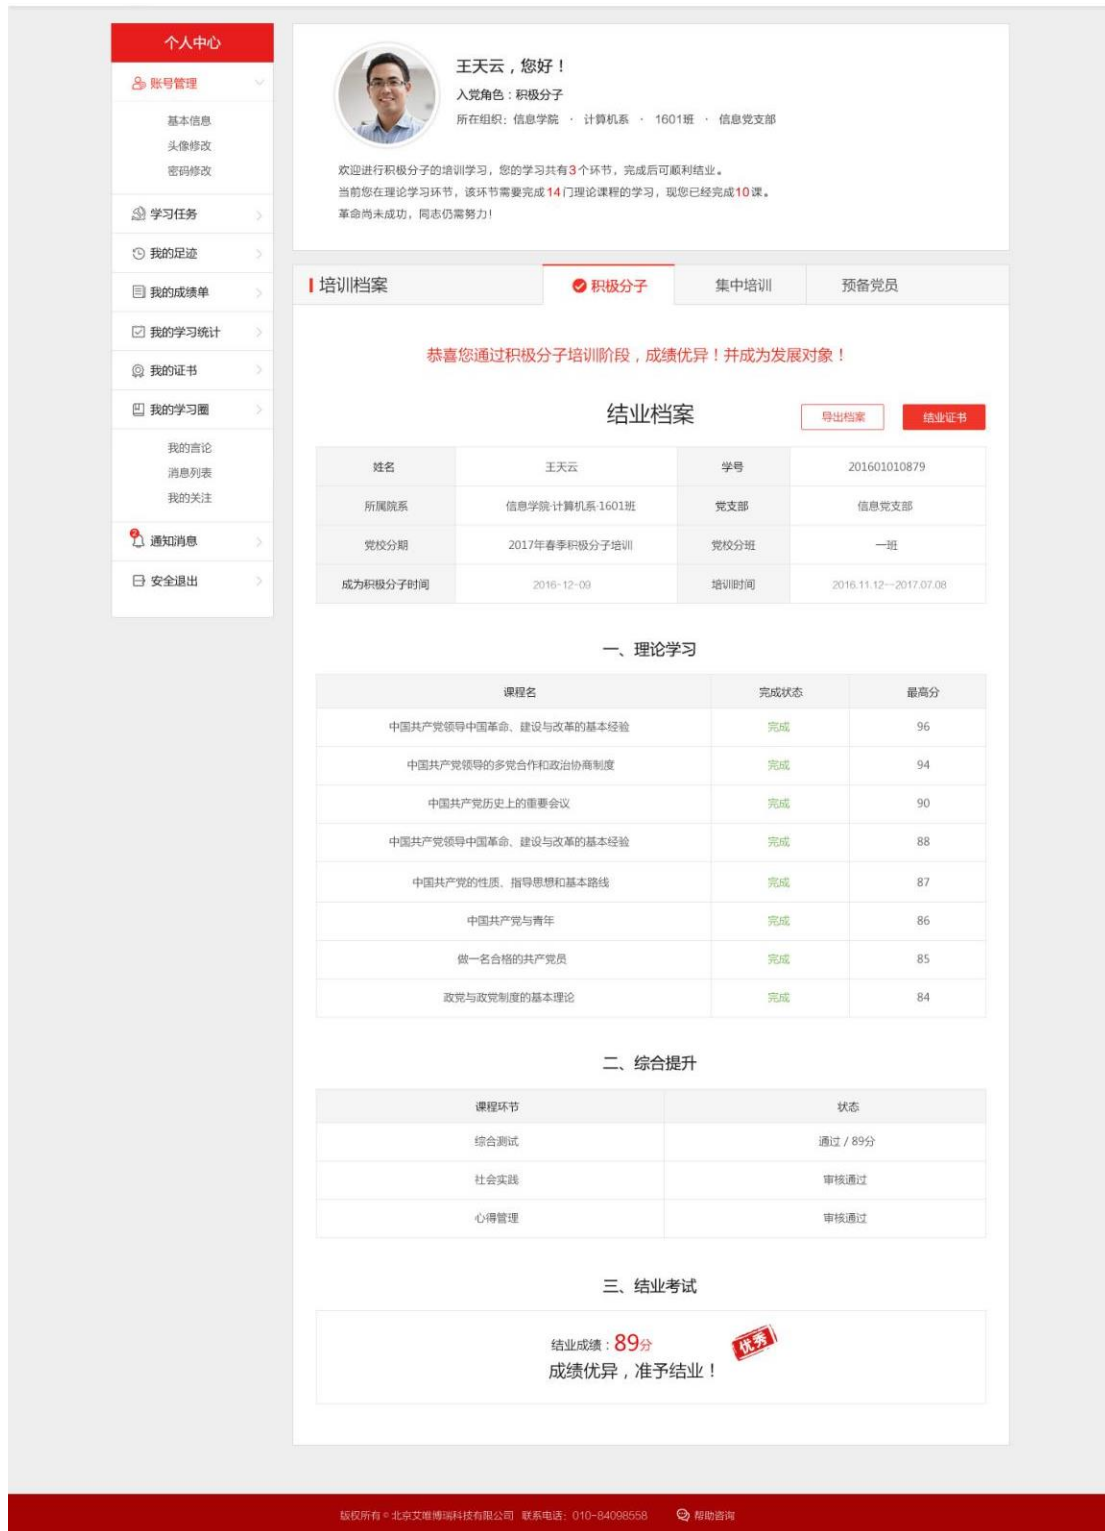 个人中心
账号管理
基本信息
头像修改
密码修改
学习任务
我的足迹
我的成绩单
我的学习统计
我的证书
我的学习圈
我的言论
消息列表
我的关注
2
通知消息
安全退出
王天云，您好！
入党角色：积极分子
所在组织：信息学院 · 计算机系 · 1601班 · 信息党支部
欢迎进行积极分子的培训学习，您的学习共有3个环节，完成后可顺利结业。
当前您在理论学习环节，该环节需要完成14门理论课程的学习，现您已经完成10课。
革命尚未成功，同志仍需努力！
培训档案 积极分子 集中培训 预备党员
恭喜您通过积极分子培训阶段，成绩优异！并成为发展对象！
结业档案 导出档案 结业证书
姓名 王天云 学号 201601010879
所属院系 信息学院·计算机系·1601班 党支部 信息党支部
党校分期 2017年春季积极分子培训 党校分班 一班
成为积极分子时间 2016-12-09 培训时间 2016.11.12--2017.07.08
一、理论学习
课程名 完成状态 最高分
中国共产党领导中国革命、建设与改革的基本经验 完成 96
中国共产党领导的多党合作和政治协商制度 完成 94
中国共产党历史上的重要会议 完成 90
中国共产党领导中国革命、建设与改革的基本经验 完成 88
中国共产党的性质、指导思想和基本路线 完成 87
中国共产党与青年 完成 86
做一名合格的共产党员 完成 85
政党与政党制度的基本理论 完成 84
二、综合提升
课程环节 状态
综合测试 通过 / 89分
社会实践 审核通过
心得管理 审核通过
三、结业考试
结业成绩：89分
优秀
成绩优异，准予结业！
版权所有©北京艾唯博瑞科技有限公司 联系电话：010-84098558 帮助咨询